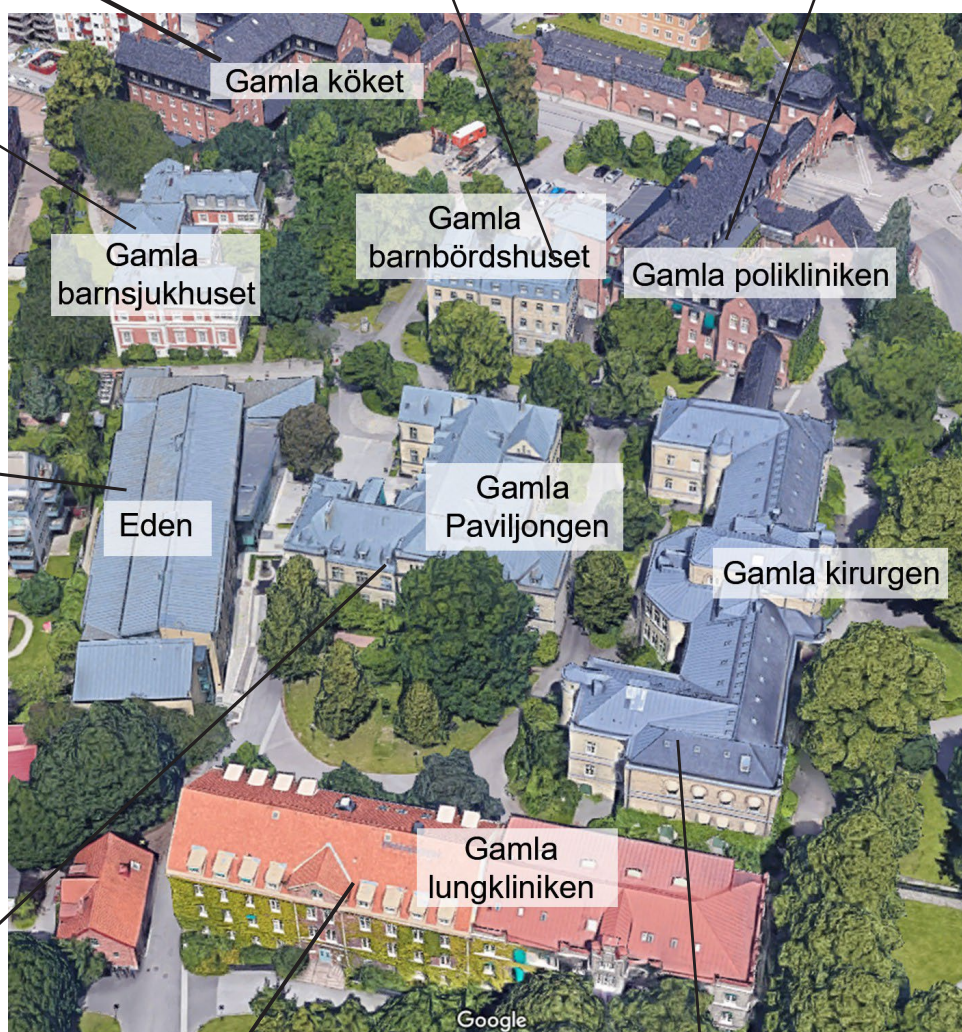 Gamla köket
Gamla
barnbördshuset
Gamla
barnsjukhuset
Gamla polikliniken
Gamla
Paviljongen
Eden
Gamla kirurgen
Gamla
lungkliniken
Google